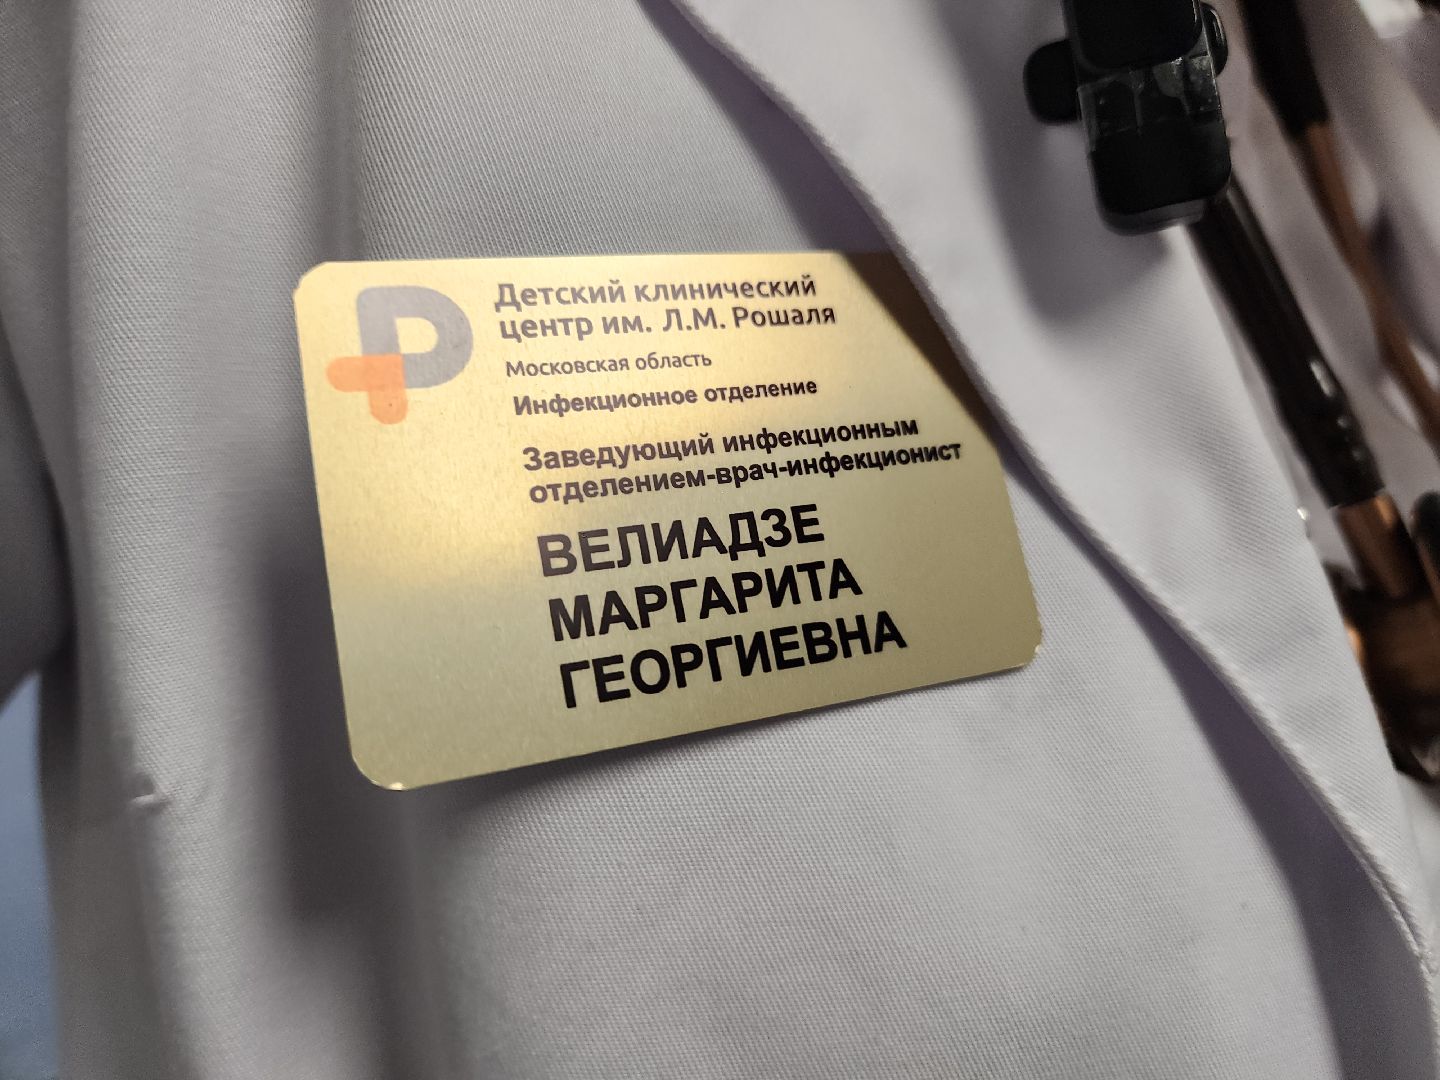 Детский клинический
центр им. Л.М. Рошаля
Московская область
Инфекционное отделение
Заведующий инфекционным
отделением-врач-инфекционист
ВЕЛИАДЗЕ
МАРГАРИТА
ГЕОРГИЕВНА